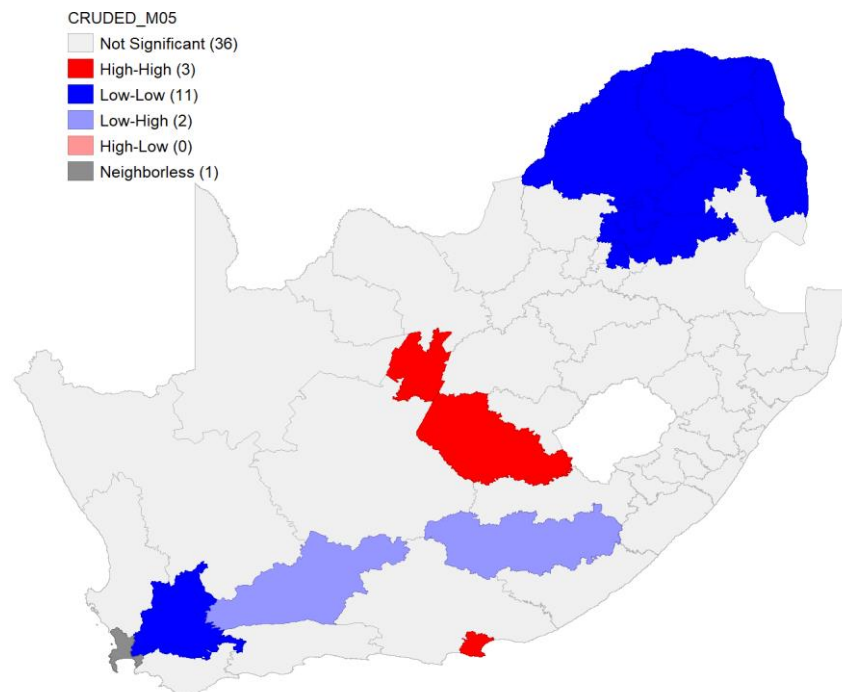 CRUDED_M05
Not Significant (36)
High-High (3)
Low-Low (11)
Low-High (2)
High-Low (0)
Neighborless (1)